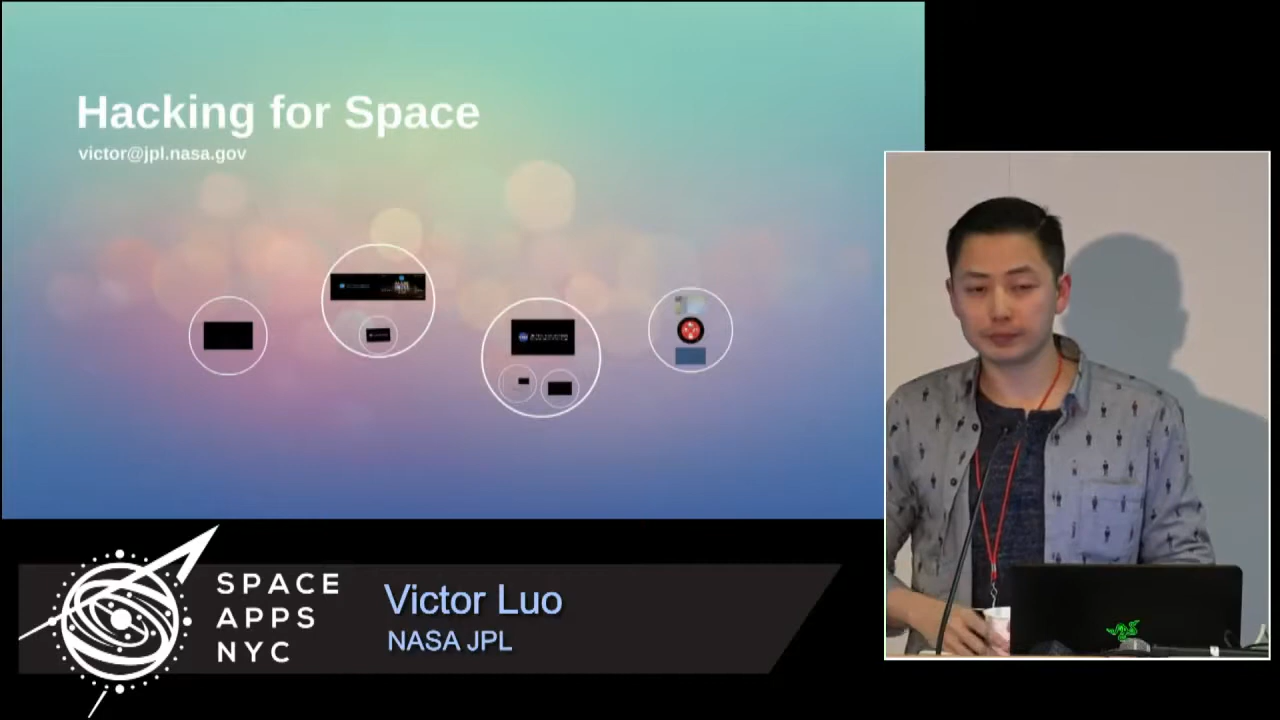 Hacking for Space
victor@jpl.nasa.gov
SPACE
APPS
NYC
Victor Luo
NASA JPL